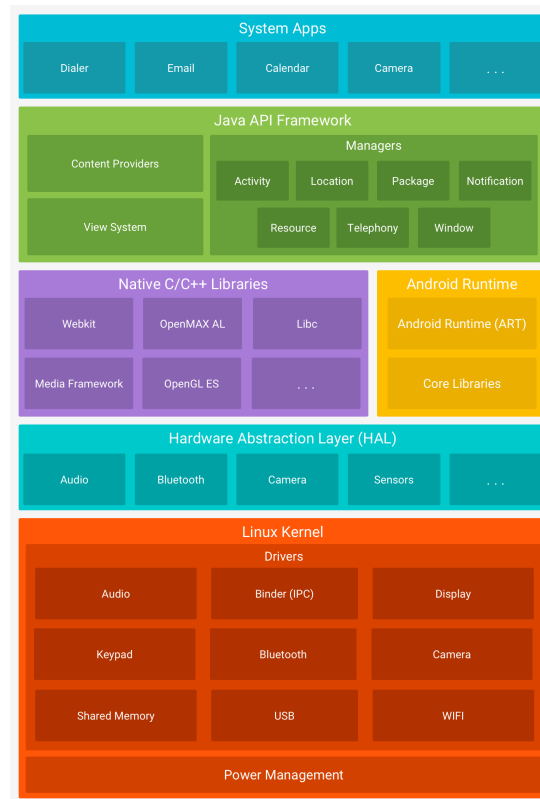 System Apps
Dialer
Email
Calendar
Camera
. . .
Java API Framework
Content Providers
View System
Managers
Activity
Location
Package
Notification
Resource
Telephony
Window
Native C/C++ Libraries
Webkit
OpenMAX AL
Libc
Media Framework
OpenGL ES
. . .
Android Runtime
Android Runtime (ART)
Core Libraries
Hardware Abstraction Layer (HAL)
Audio
Bluetooth
Camera
Sensors
. . .
Linux Kernel
Drivers
Audio
Binder (IPC)
Display
Keypad
Bluetooth
Camera
Shared Memory
USB
WIFI
Power Management